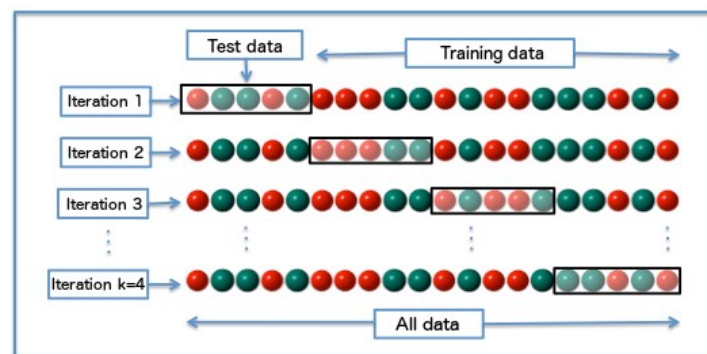 Test data
Training data
Iteration 1
Iteration 2
Iteration 3
Iteration k=4
All data